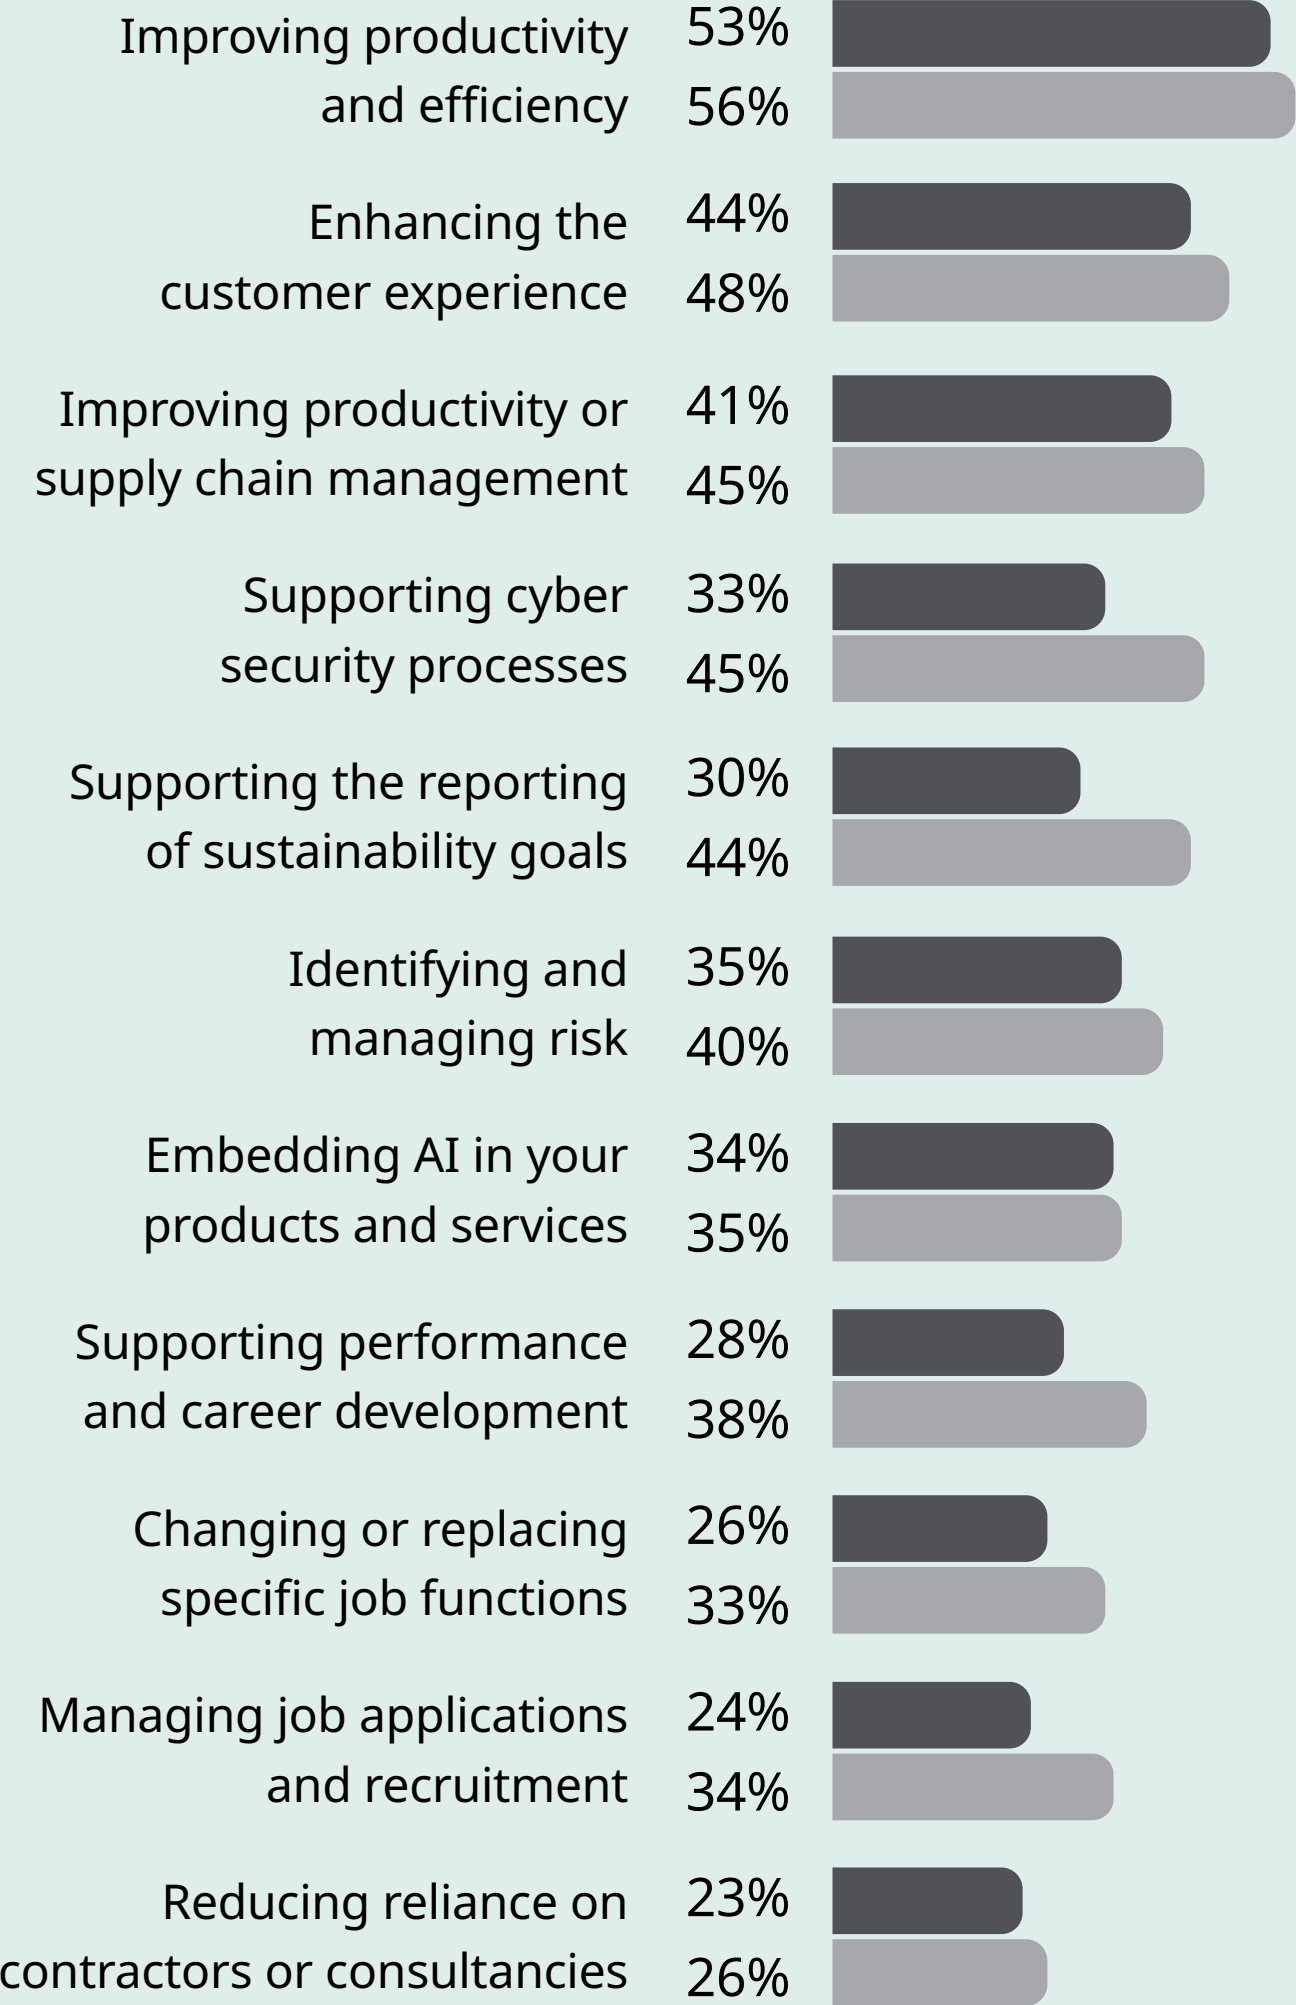 Improving productivity
and efficiency
53%
56%
Enhancing the
customer experience
44%
48%
Improving productivity or
supply chain management
41%
45%
Supporting cyber
security processes
33%
45%
Supporting the reporting
of sustainability goals
30%
44%
Identifying and
managing risk
35%
40%
Embedding AI in your
products and services
34%
35%
Supporting performance
and career development
28%
38%
Changing or replacing
specific job functions
26%
33%
Managing job applications
and recruitment
24%
34%
Reducing reliance on
contractors or consultancies
23%
26%